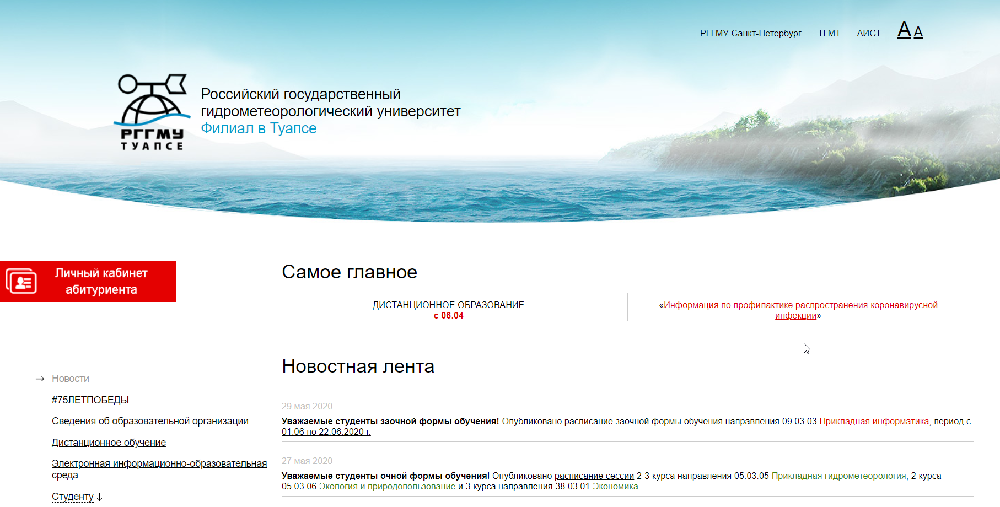 РГГМУ Санкт-Петербург ТГМТ АИСТ А А
РГГМУ
ТУАПСЕ
Российский государственный
гидрометеорологический университет
Филиал в Туапсе
Личный кабинет
абитуриента
Самое главное
ДИСТАНЦИОННОЕ ОБРАЗОВАНИЕ
с 06.04
«Информация по профилактике распространения коронавирусной
инфекции»
→ Новости
#75ЛЕТПОБЕДЫ
Сведения об образовательной организации
Дистанционное обучение
Электронная информационно-образовательная
среда
Студенту ↓
Новостная лента
29 мая 2020
Уважаемые студенты заочной формы обучения! Опубликовано расписание заочной формы обучения направления 09.03.03 Прикладная информатика, период с
01.06 по 22.06.2020 г.
27 мая 2020
Уважаемые студенты очной формы обучения! Опубликовано расписание сессии 2-3 курса направления 05.03.05 Прикладная гидрометеорология, 2 курса
05.03.06 Экология и природопользование и 3 курса направления 38.03.01 Экономика